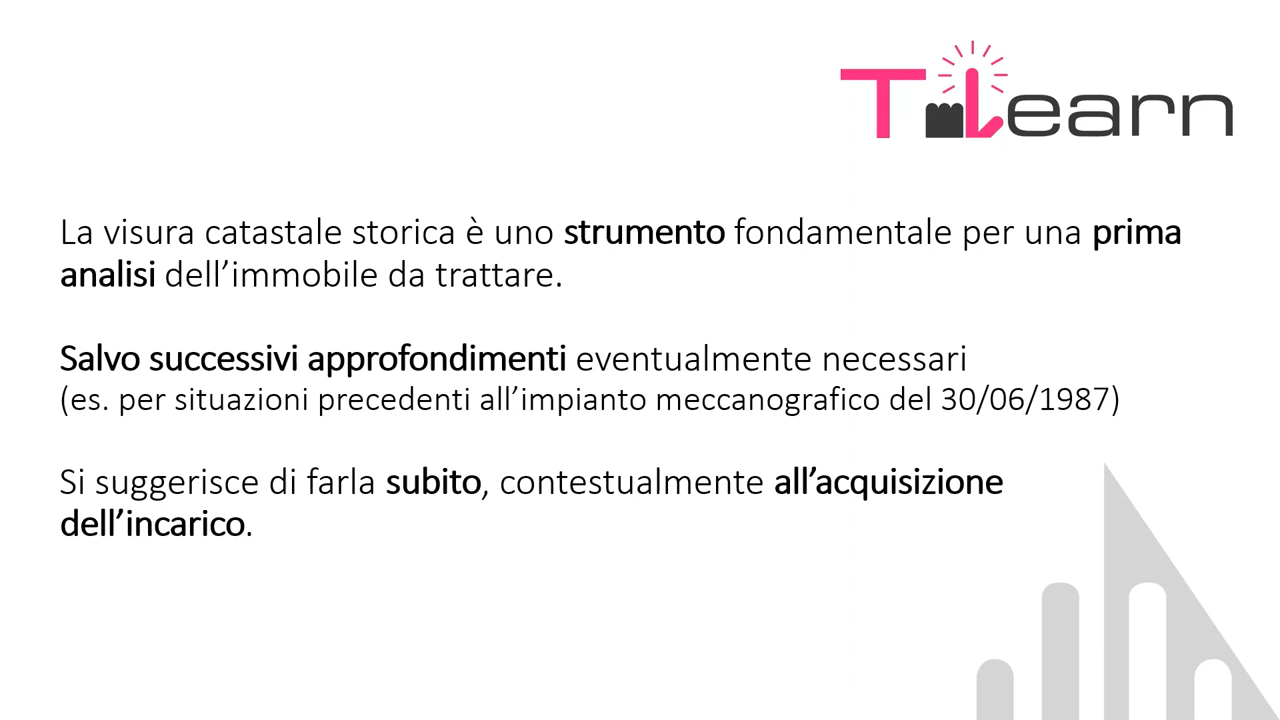 TiLearn
La visura catastale storica è uno strumento fondamentale per una prima
analisi dell’immobile da trattare.
Salvo successivi approfondimenti eventualmente necessari
(es. per situazioni precedenti all’impianto meccanografico del 30/06/1987)
Si suggerisce di farla subito, contestualmente all’acquisizione
dell’incarico.